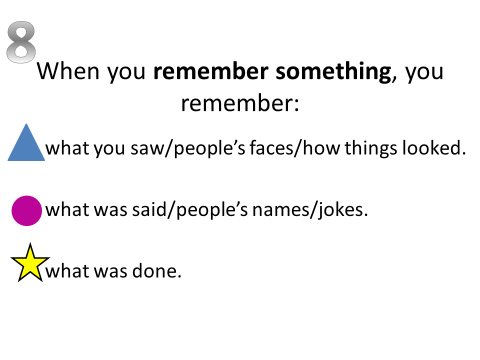 8
When you remember something, you
remember:
what you saw/people's faces/how things looked.
what was said/people's names/jokes.
what was done.